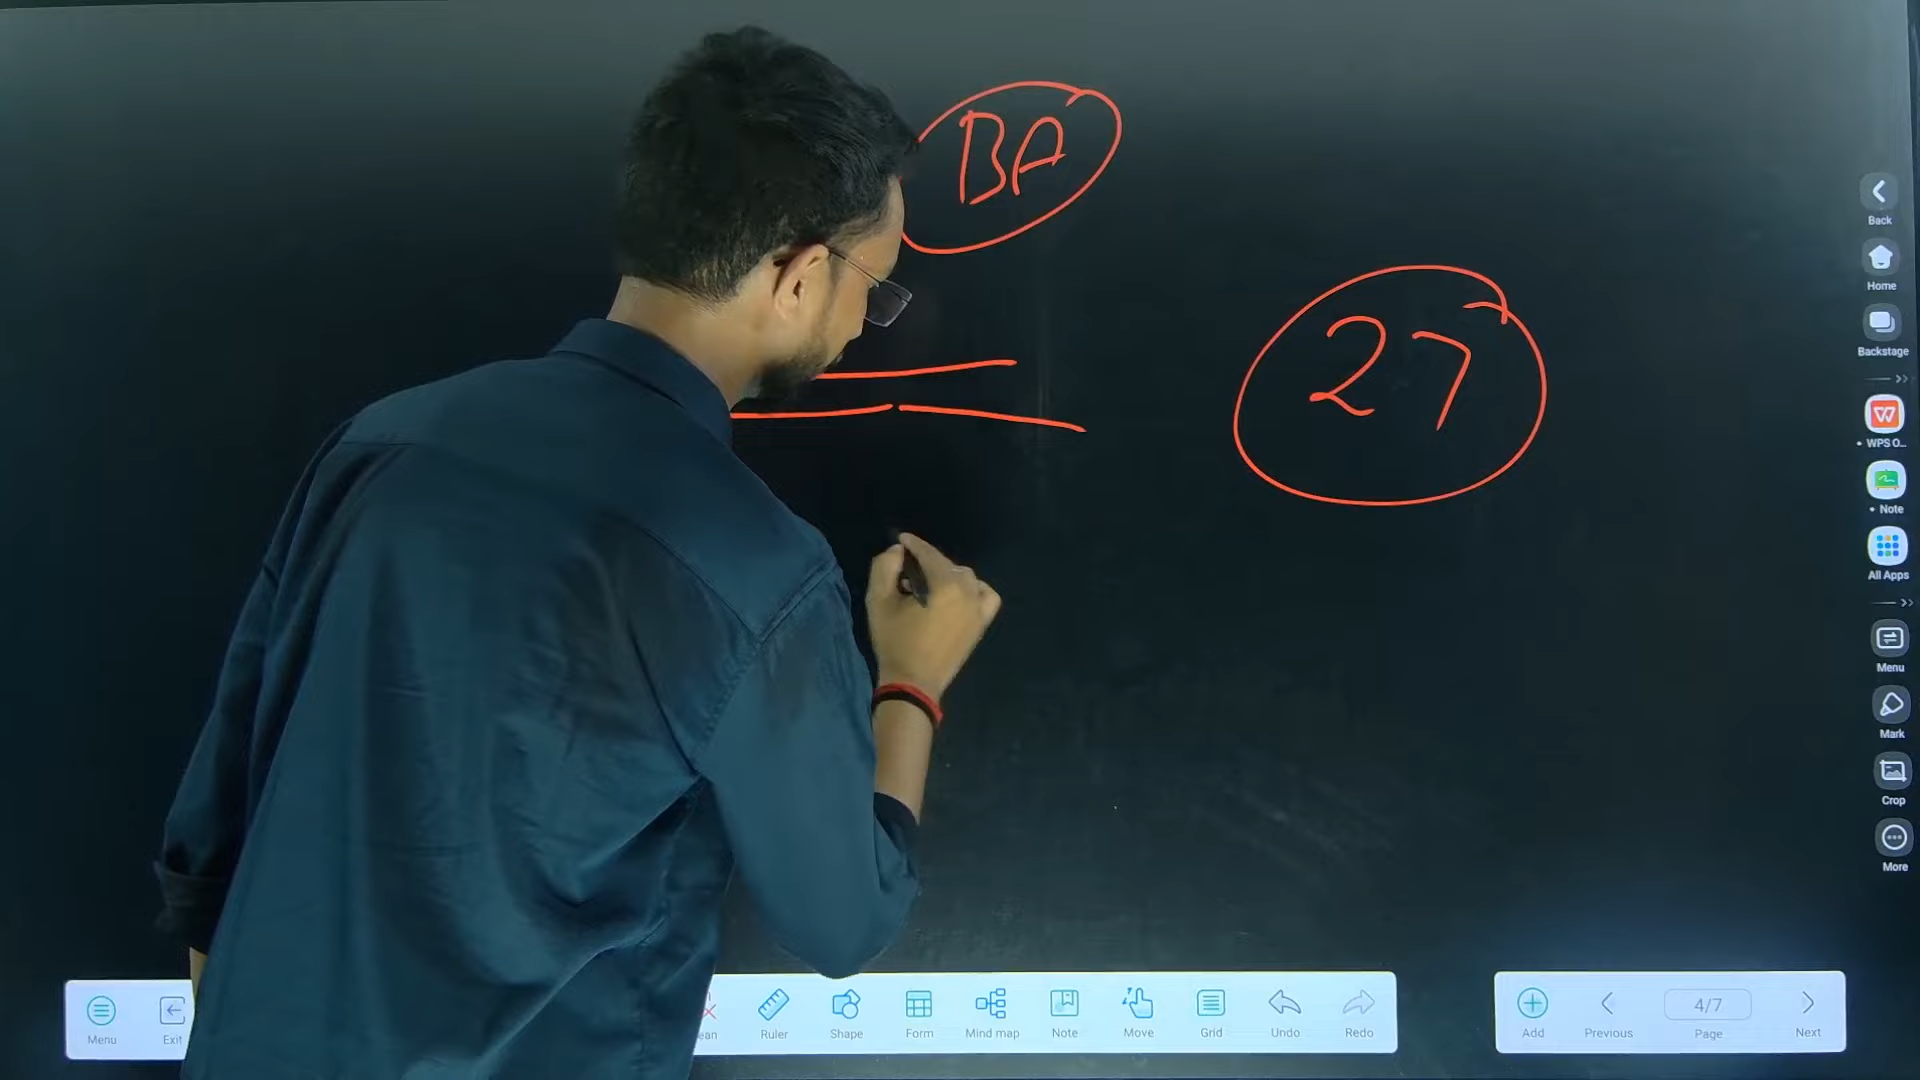 BA
27
Back
Home
Backstage
WPS O...
Note
All Apps
Menu
Mark
Crop
More
Menu
Exit
ean
Ruler
Shape
Form
Mind map
Note
Move
Grid
Undo
Redo
Add
Previous
4/7
Page
Next